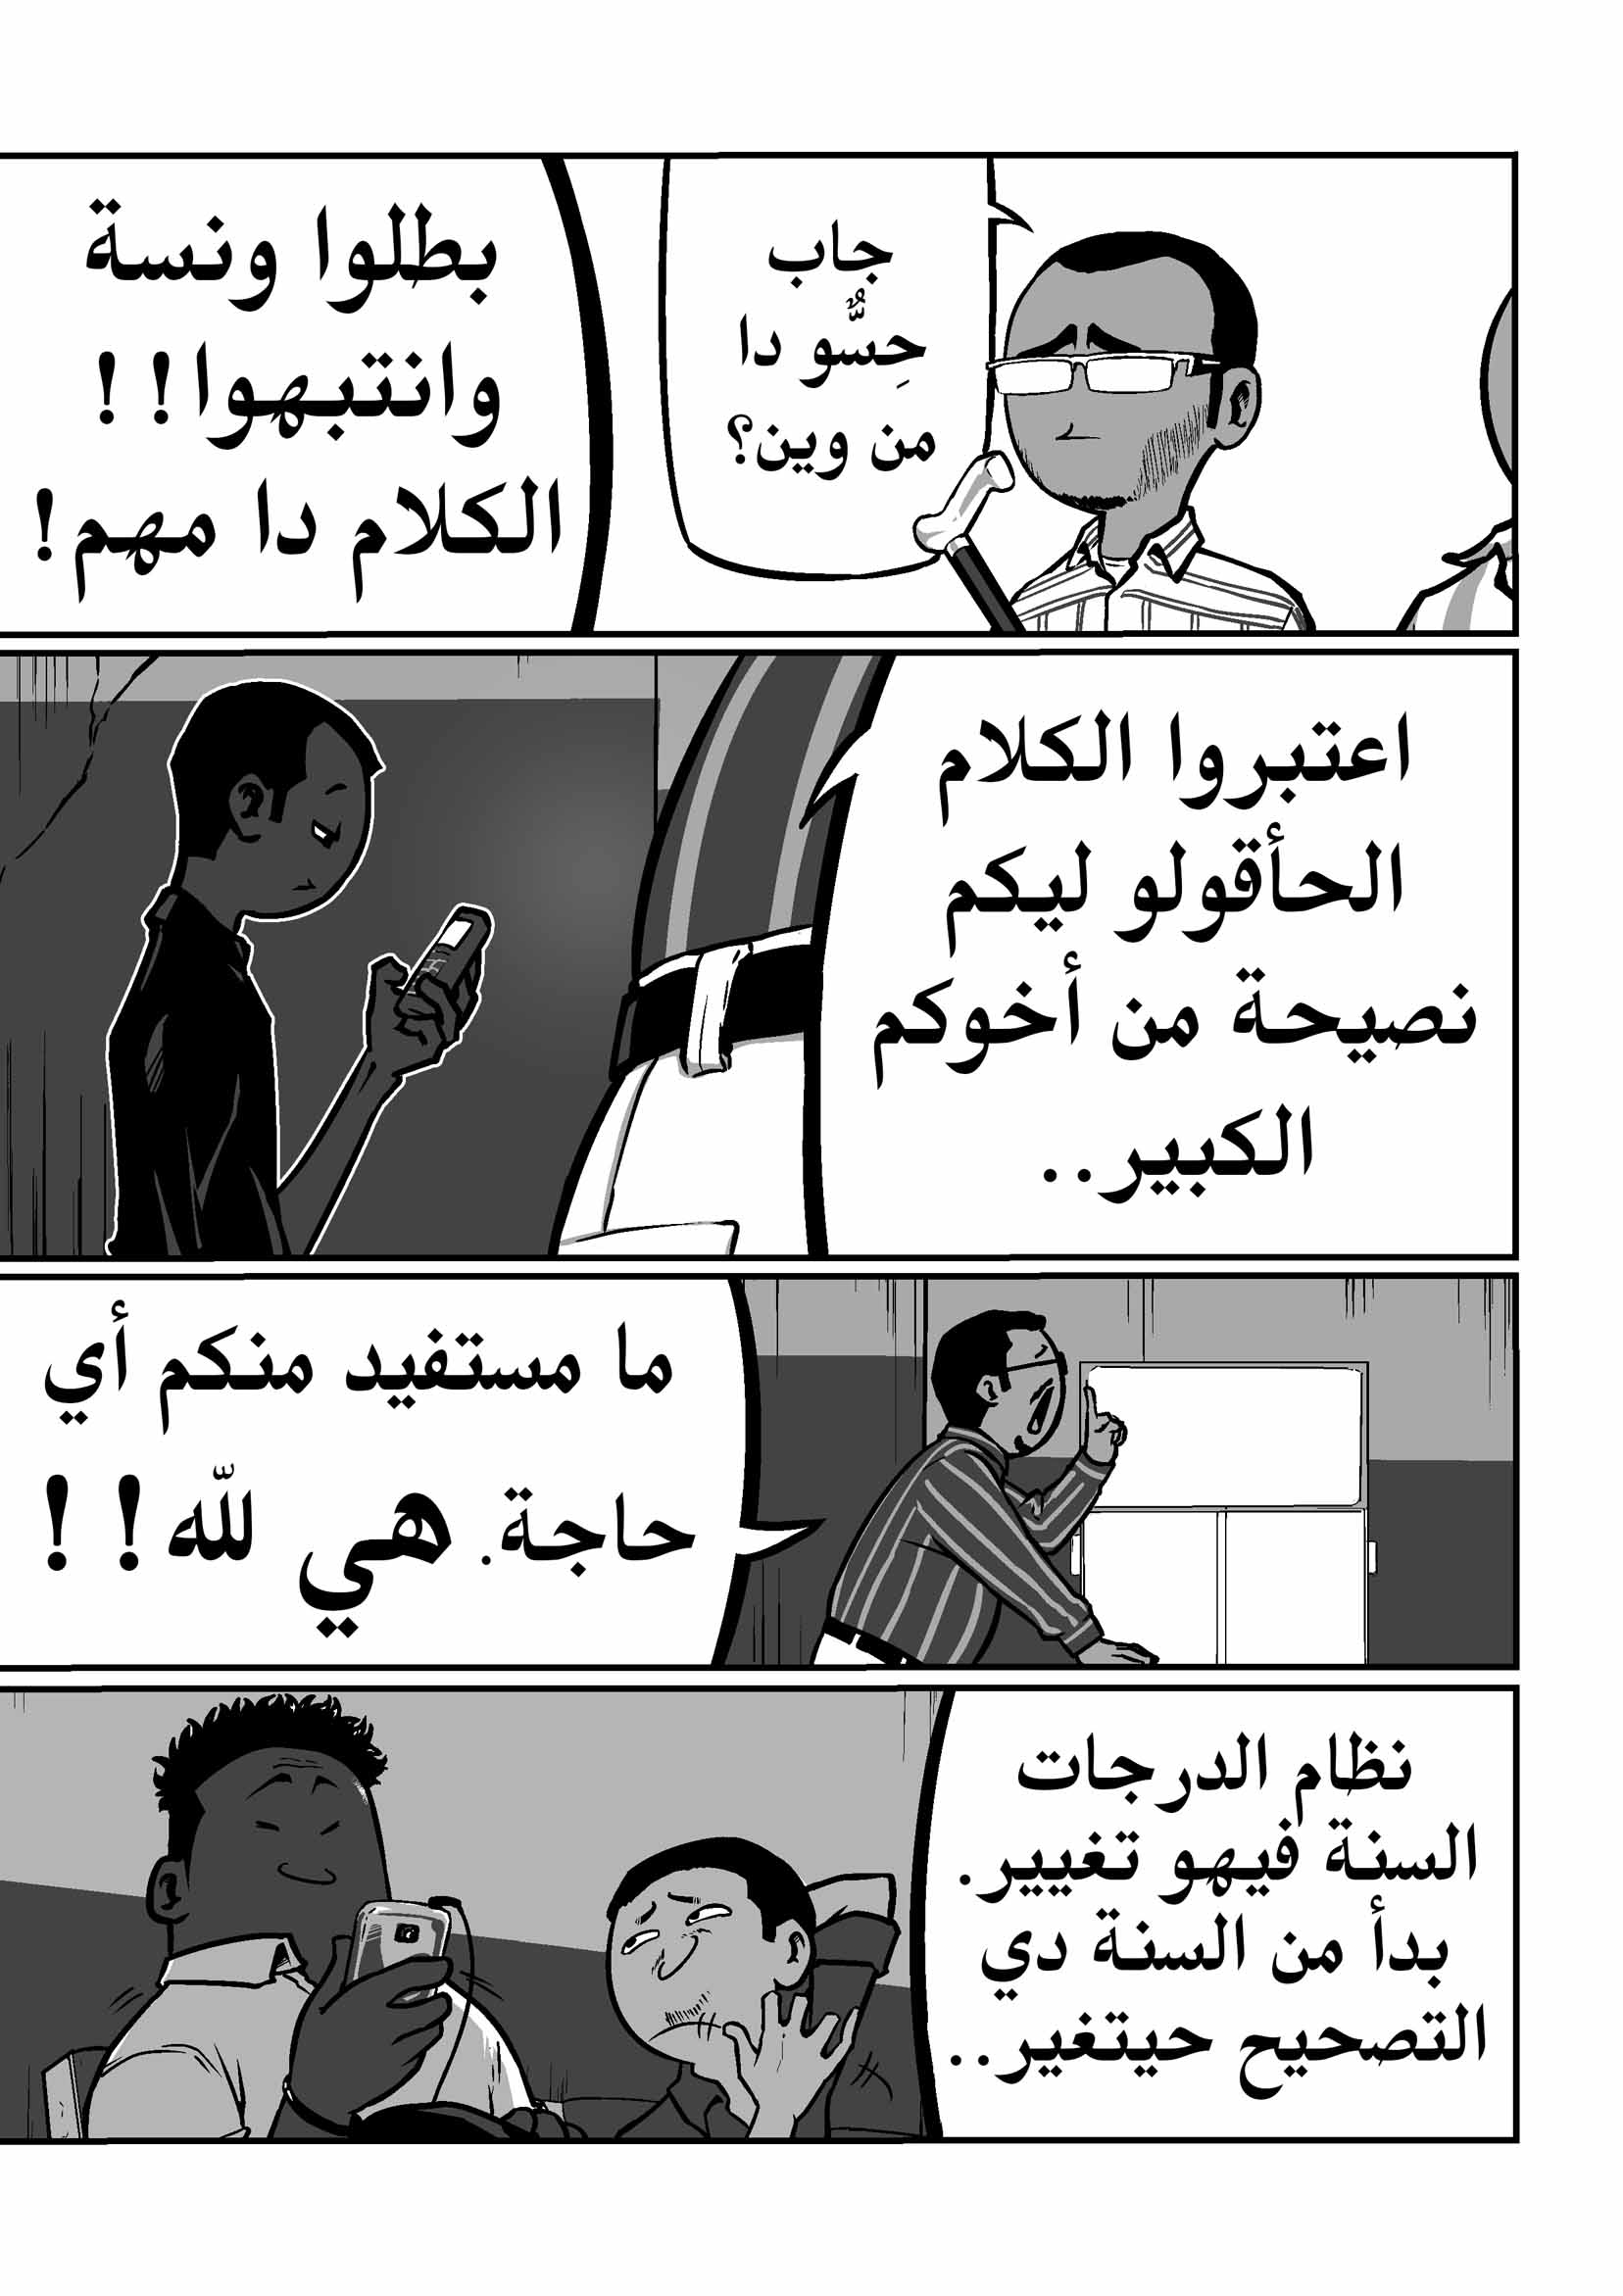 جاب
حِسُّو دا
من وين؟
بطلوا ونسة
وانتبهوا!!
الكلام دا مهم!
اعتبروا الكلام
الحأقولو ليكم
نصيحة من أخوكم
الكبير..
ما مستفيد منكم أي
حاجة. هي لله!!
نظام الدرجات
السنة فيهو تغيير.
بدأ من السنة دي
التصحيح حيتغير..